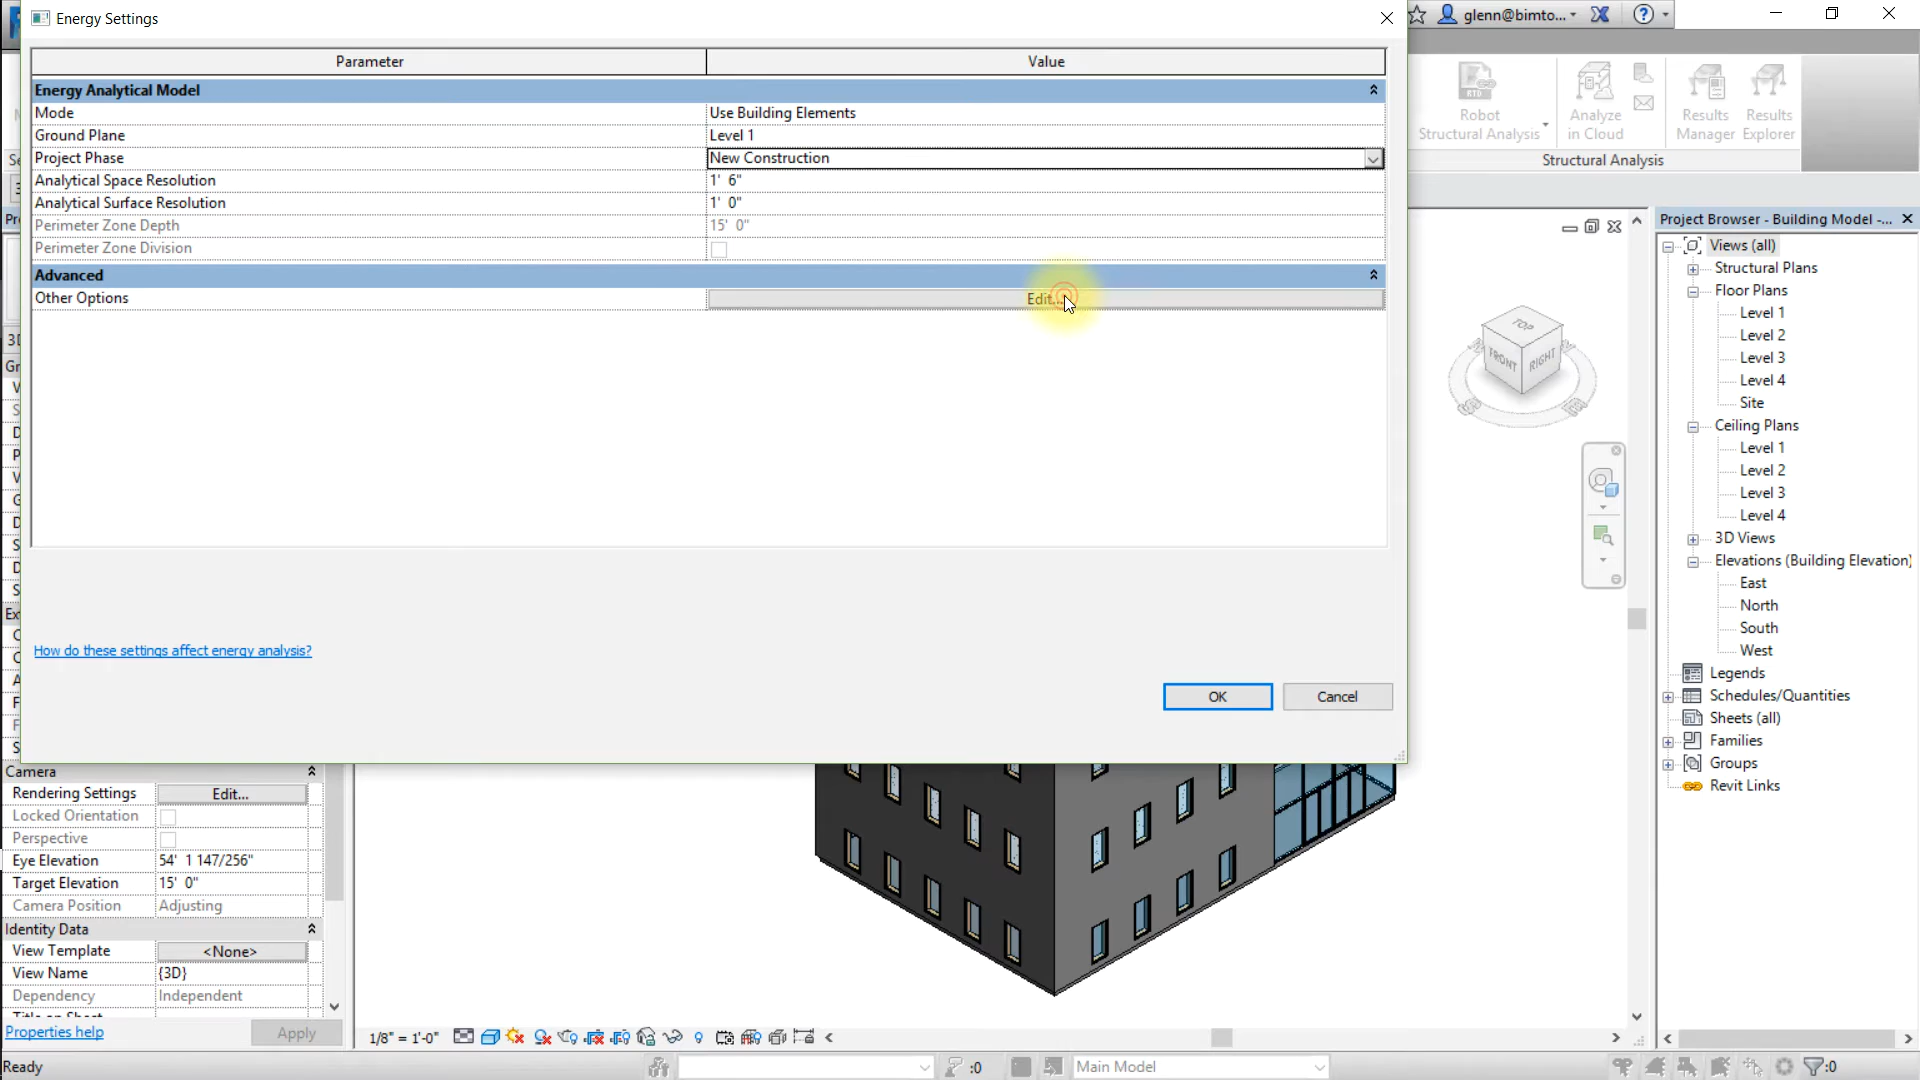 Energy Settings
glenn@bimto...
Parameter
Value
Energy Analytical Model
Mode
Use Building Elements
Ground Plane
Level 1
Project Phase
New Construction
Analytical Space Resolution
1' 6"
Analytical Surface Resolution
1' 0"
Perimeter Zone Depth
15' 0"
Perimeter Zone Division
Advanced
Other Options
Edit...
How do these settings affect energy analysis?
OK
Cancel
Robot
Structural Analysis
Analyze
in Cloud
Results
Manager
Results
Explorer
Structural Analysis
TOP
FRONT
RIGHT
Project Browser - Building Model -...
Views (all)
Structural Plans
Floor Plans
Level 1
Level 2
Level 3
Level 4
Site
Ceiling Plans
Level 1
Level 2
Level 3
Level 4
3D Views
Elevations (Building Elevation)
East
North
South
West
Legends
Schedules/Quantities
Sheets (all)
Families
Groups
Revit Links
Camera
Rendering Settings
Edit...
Locked Orientation
Perspective
Eye Elevation
54' 1 147/256"
Target Elevation
15' 0"
Camera Position
Adjusting
Identity Data
View Template
<None>
View Name
{3D}
Dependency
Independent
Properties help
Apply
1/8" = 1'-0"
Ready
:0
Main Model
:0